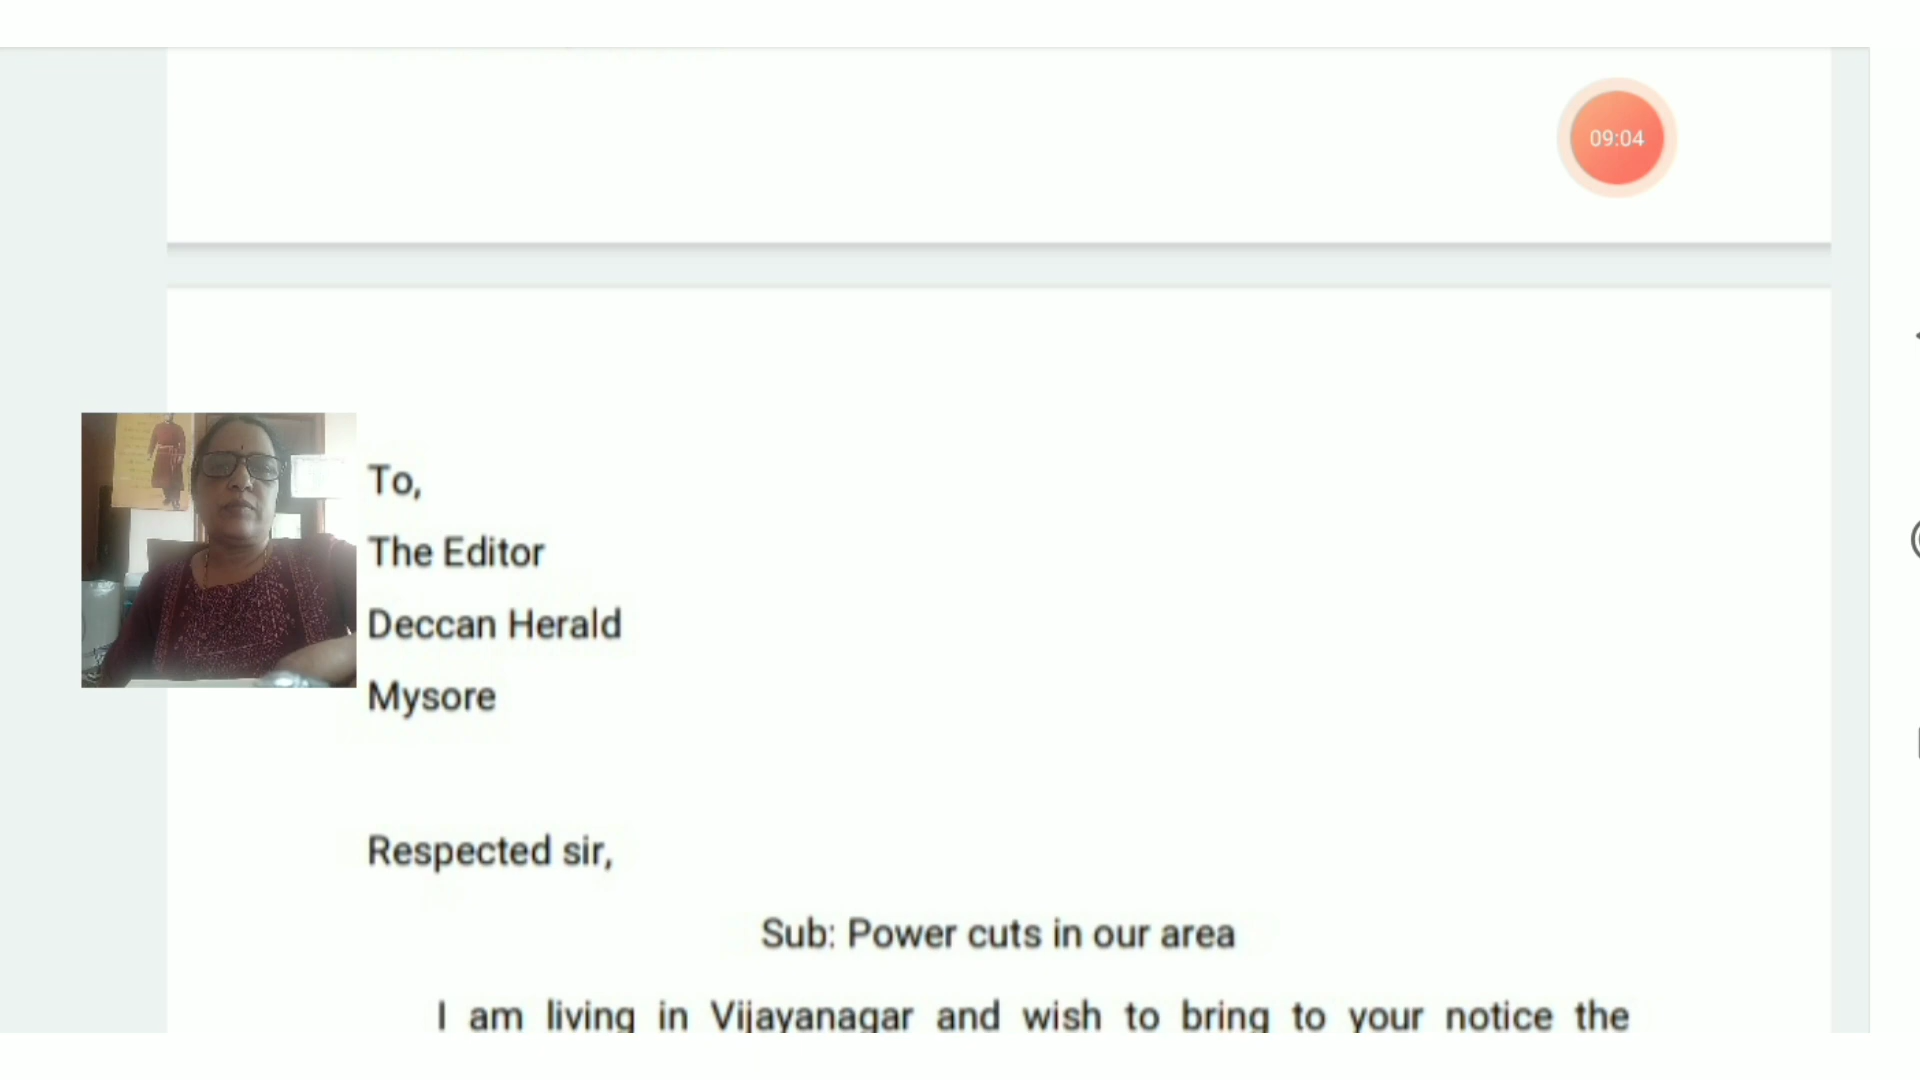 09:04
To,
The Editor
Deccan Herald
Mysore
Respected sir,
Sub: Power cuts in our area
I am living in Vijayanagar and wish to bring to your notice the